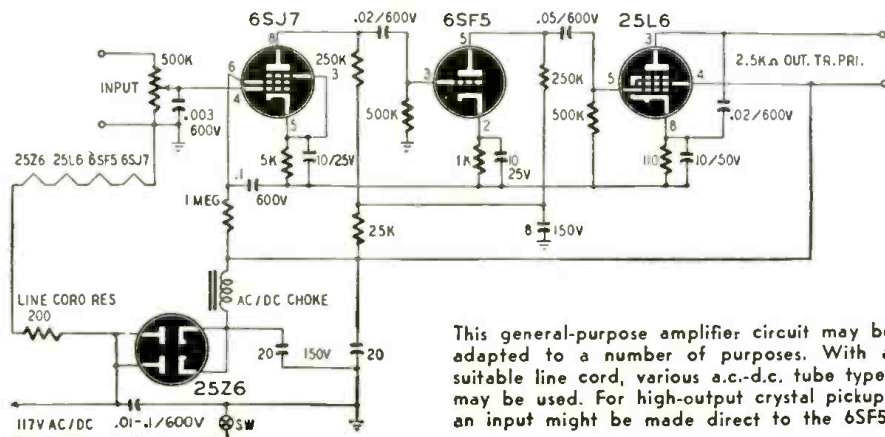 6SJ7
.02/600V
6SF5
.05/600V
25L6
8
5
3
6
3
250K
3
250K
5
4
2.5KΩ OUT. TR. PRI.
500K
INPUT
4
500K
500K
.003
600V
5
2
8
.02/600V
25Z6 25L6 6SF5 6SJ7
5K
10/25V
1K
10
25V
110
10/50V
.1
600V
1 MEG
25K
8
150V
LINE CORD RES
200
AC/DC CHOKE
20
150V
20
25Z6
117V AC/DC
.01-.1/600V
SW
This general-purpose amplifier circuit may be
adapted to a number of purposes. With a
suitable line cord, various a.c.-d.c. tube type
may be used. For high-output crystal pickup
an input might be made direct to the 6SF5